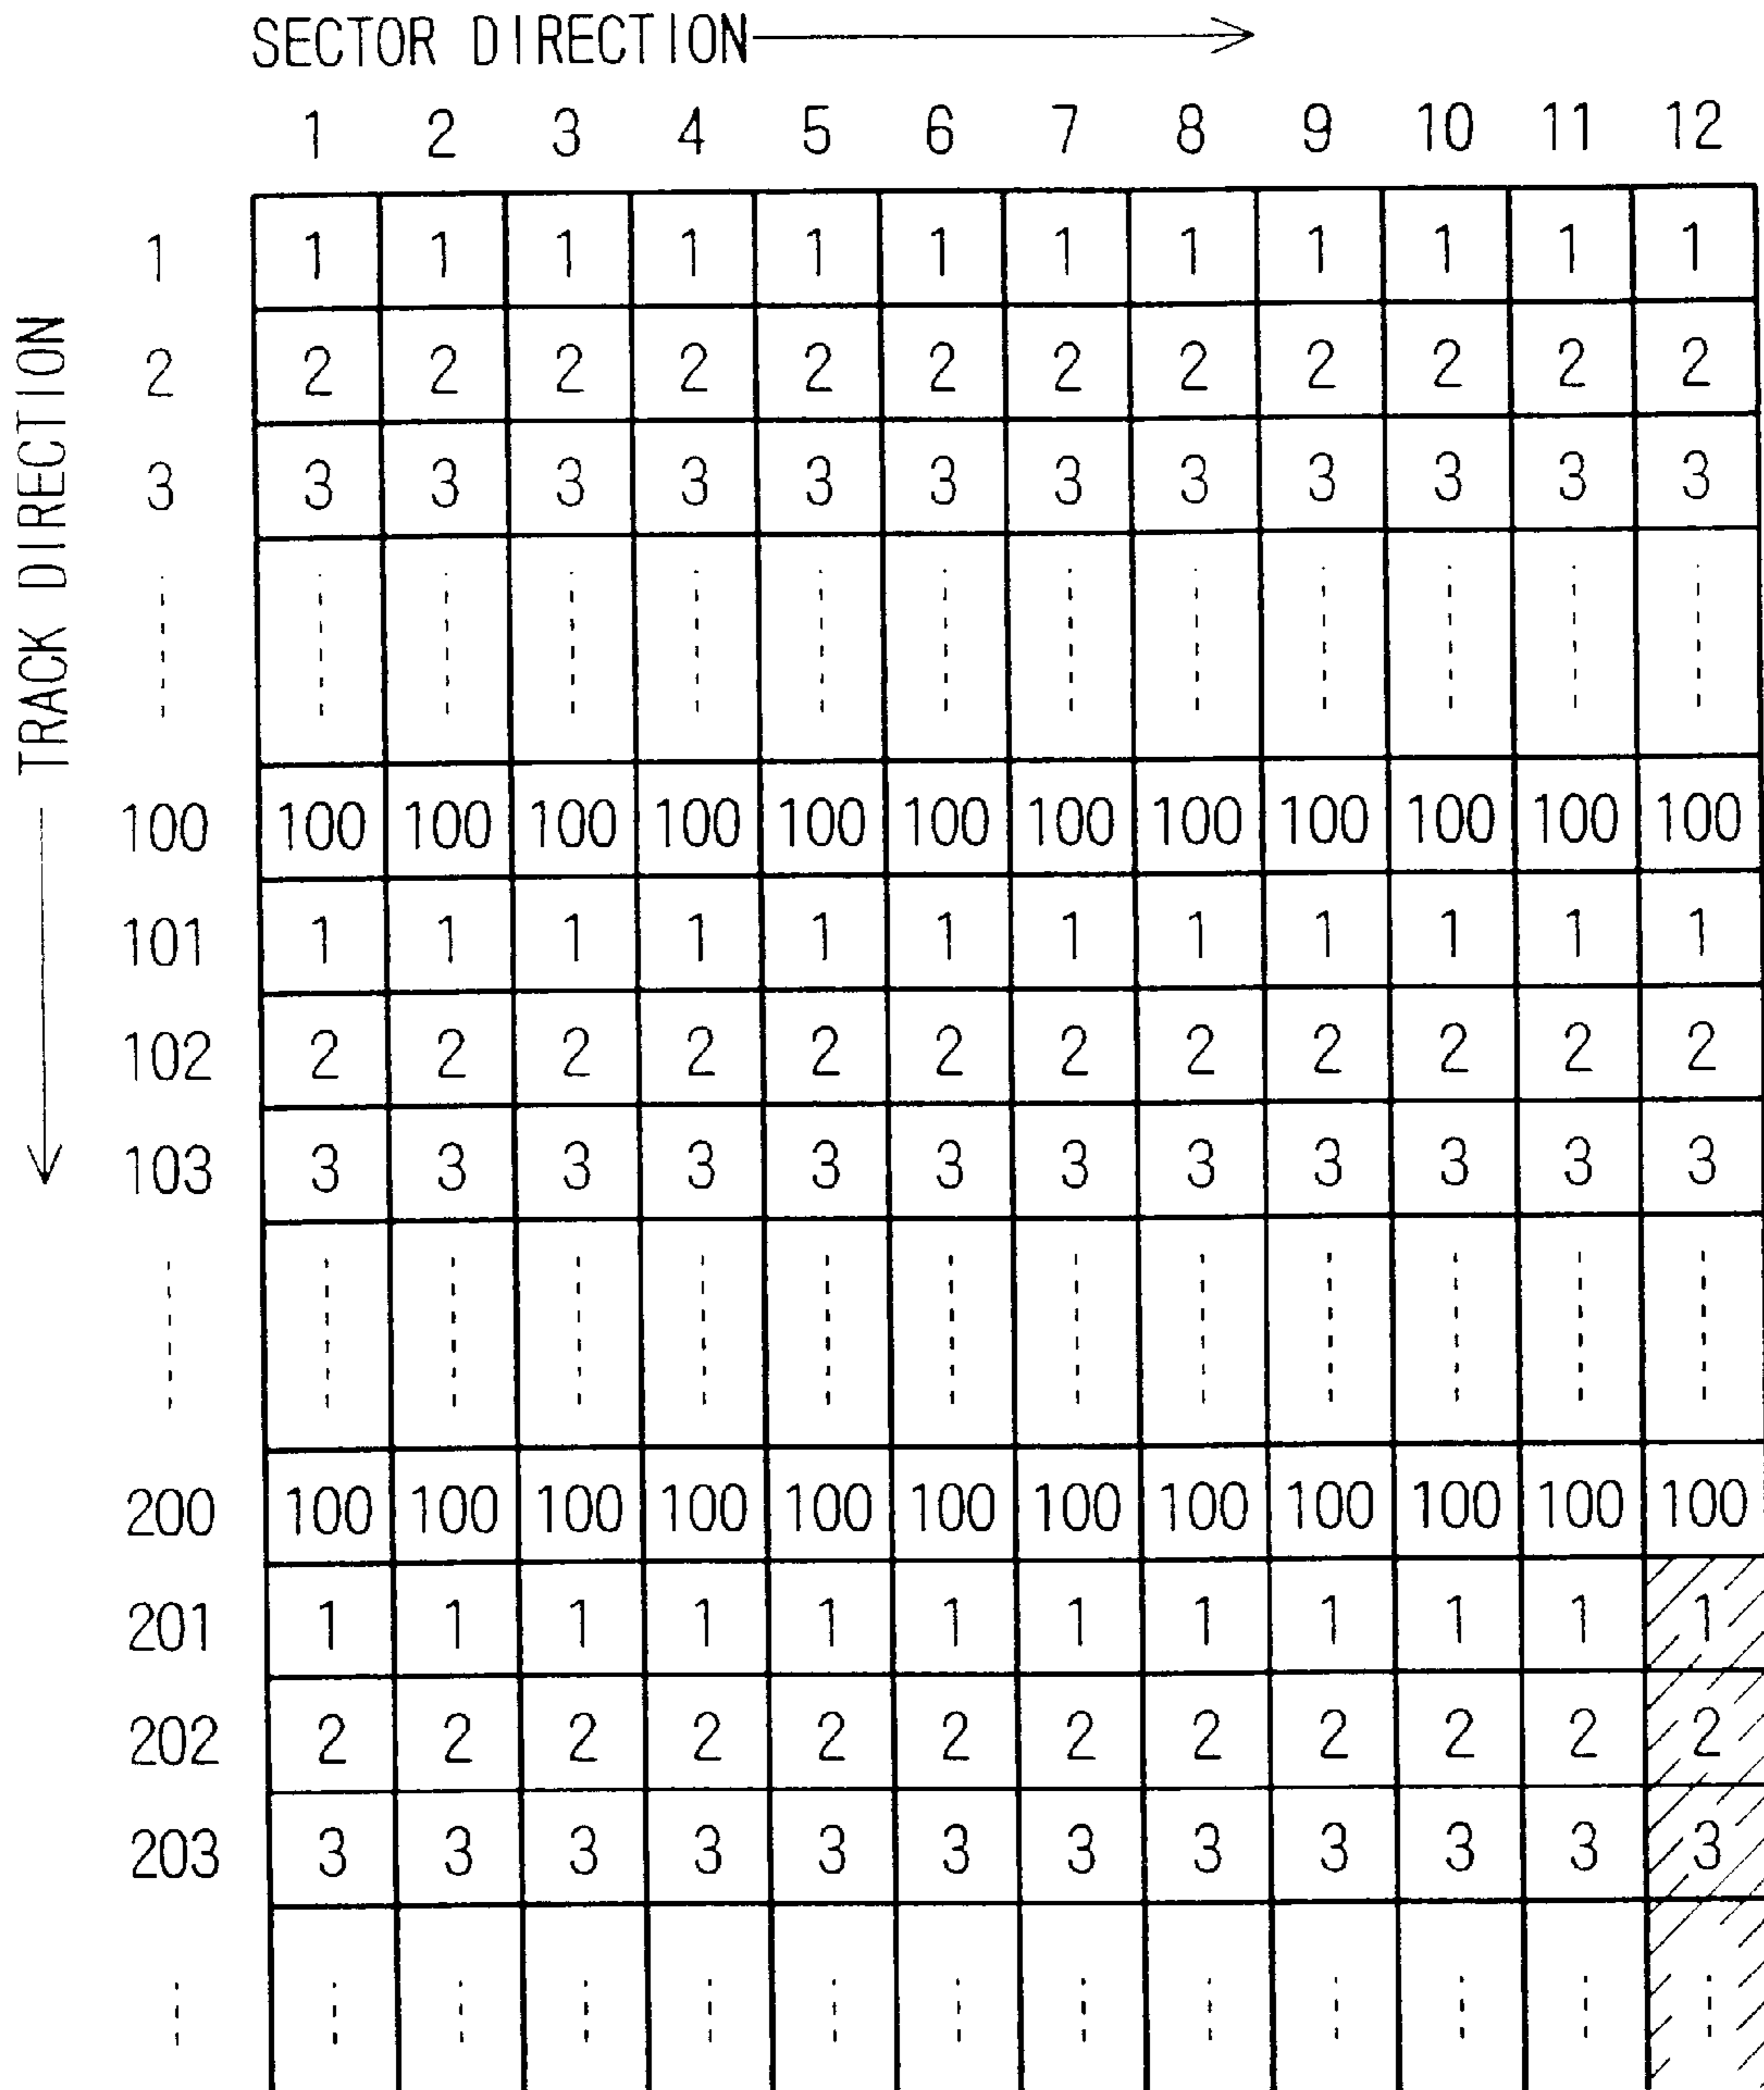 SECTOR DIRECTION
1 2 3 4 5 6 7 8 9 10 11 12
TRACK DIRECTION
1 1 1 1 1 1 1 1 1 1 1 1 1
2 2 2 2 2 2 2 2 2 2 2 2 2
3 3 3 3 3 3 3 3 3 3 3 3 3
100 100 100 100 100 100 100 100 100 100 100 100 100
101 1 1 1 1 1 1 1 1 1 1 1 1
102 2 2 2 2 2 2 2 2 2 2 2 2
103 3 3 3 3 3 3 3 3 3 3 3 3
200 100 100 100 100 100 100 100 100 100 100 100 100
201 1 1 1 1 1 1 1 1 1 1 1 1
202 2 2 2 2 2 2 2 2 2 2 2 2
203 3 3 3 3 3 3 3 3 3 3 3 3